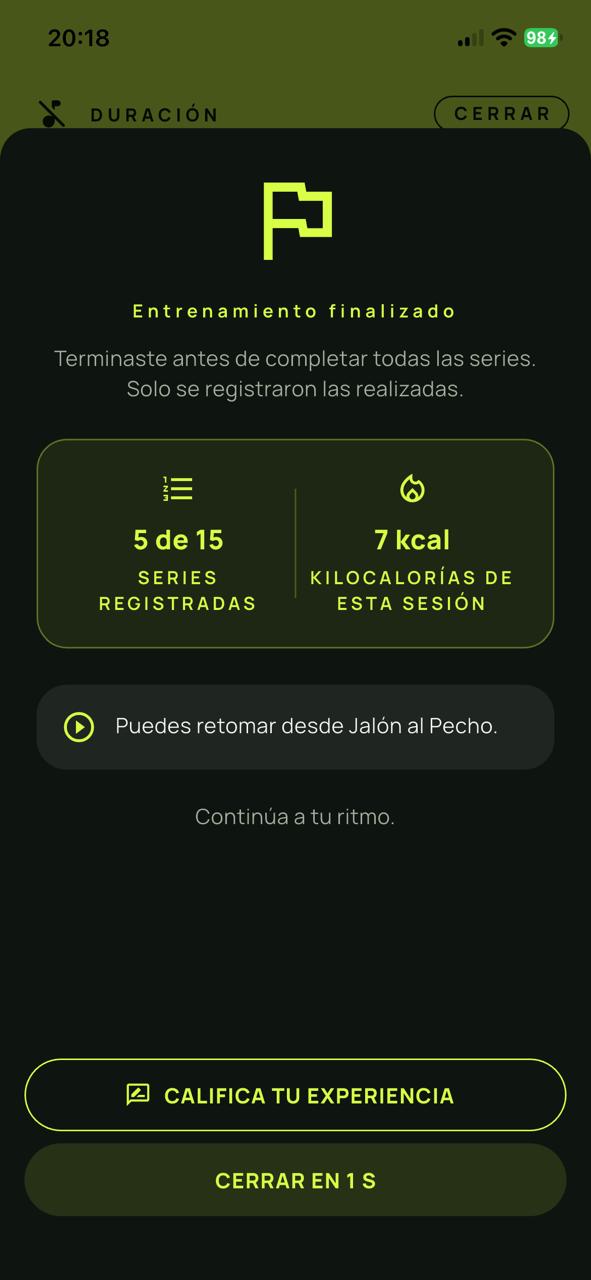 20:18
98
DURACIÓN
CERRAR
Entrenamiento finalizado
Terminaste antes de completar todas las series.
Solo se registraron las realizadas.
5 de 15
SERIES
REGISTRADAS
7 kcal
KILOCALORÍAS DE
ESTA SESIÓN
Puedes retomar desde Jalón al Pecho.
Continúa a tu ritmo.
CALIFICA TU EXPERIENCIA
CERRAR EN 1 S